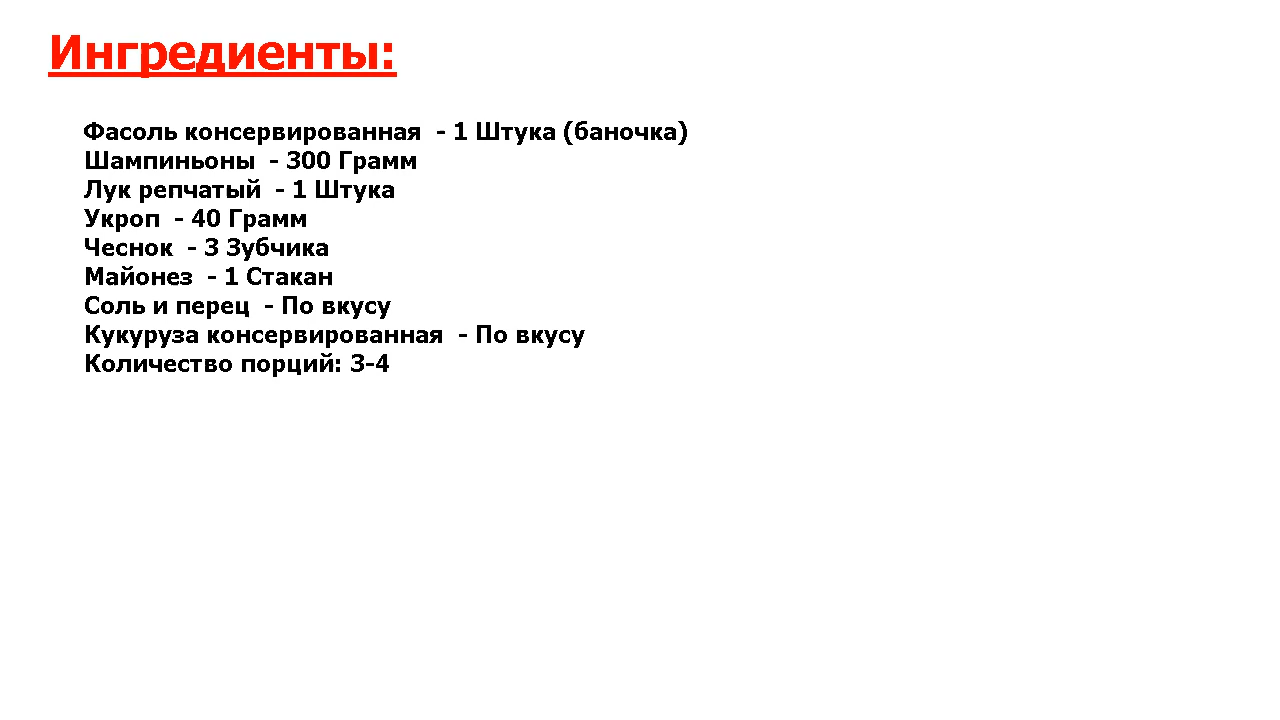 Ингредиенты:
Фасоль консервированная  - 1 Штука (баночка)
Шампиньоны  - 300 Грамм
Лук репчатый  - 1 Штука
Укроп  - 40 Грамм
Чеснок  - 3 Зубчика
Майонез  - 1 Стакан
Соль и перец  - По вкусу
Кукуруза консервированная  - По вкусу
Количество порций: 3-4